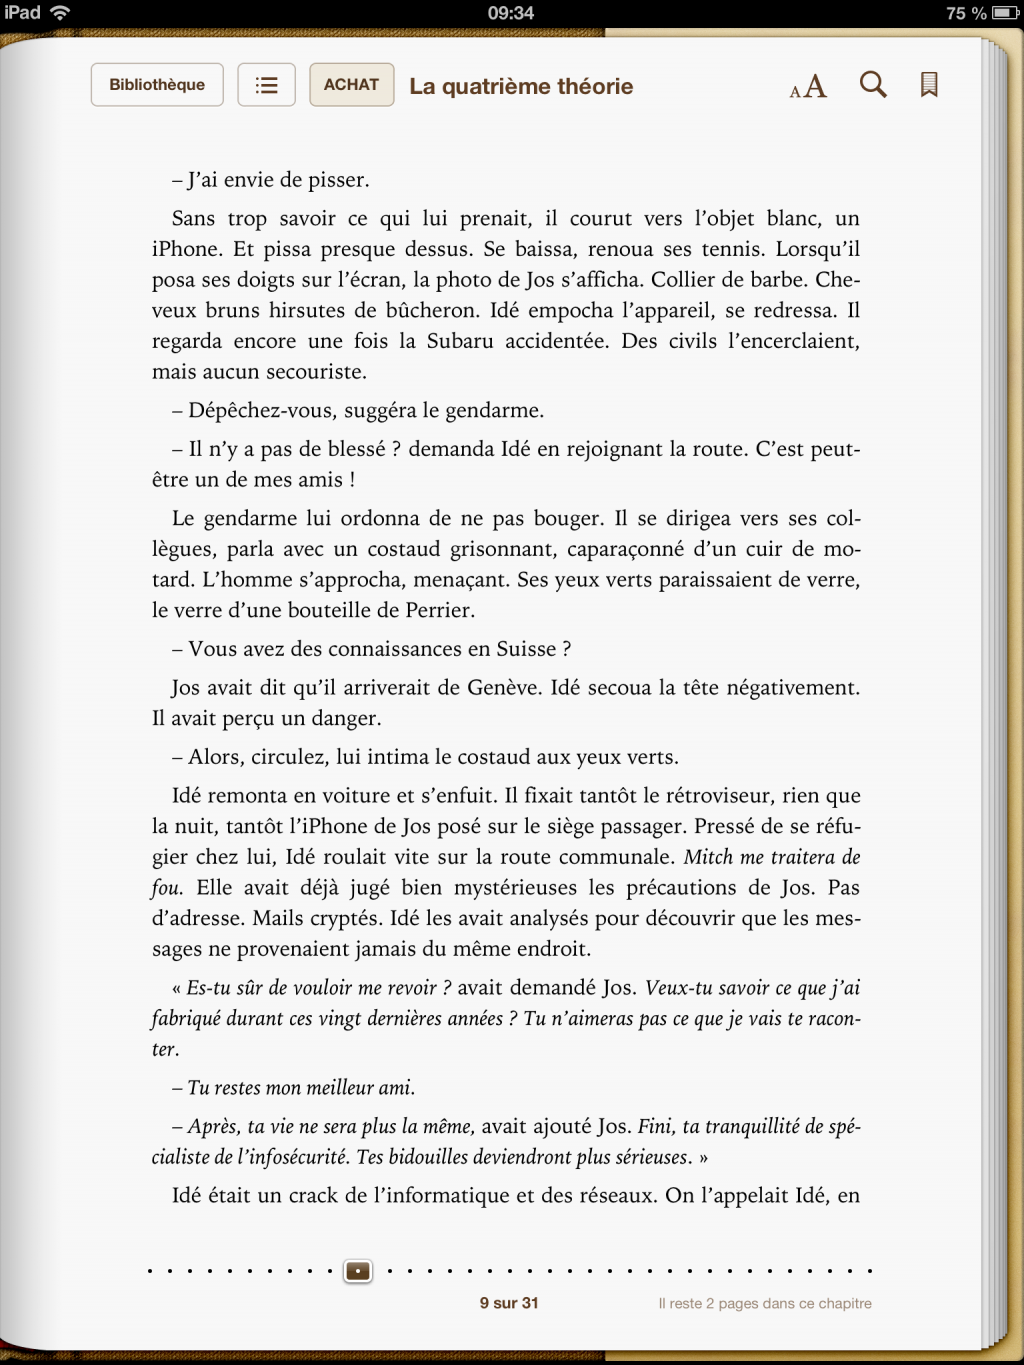 iPad 09:34 75 %
Bibliothèque ACHAT La quatrième théorie AA
– J’ai envie de pisser.
Sans trop savoir ce qui lui prenait, il courut vers l’objet blanc, un
iPhone. Et pissa presque dessus. Se baissa, renoua ses tennis. Lorsqu’il
posa ses doigts sur l’écran, la photo de Jos s’afficha. Collier de barbe. Che-
veux bruns hirsutes de bûcheron. Idé empocha l’appareil, se redressa. Il
regarda encore une fois la Subaru accidentée. Des civils l’encerclaient,
mais aucun secouriste.
– Dépêchez-vous, suggéra le gendarme.
– Il n’y a pas de blessé ? demanda Idé en rejoignant la route. C’est peut-
être un de mes amis !
Le gendarme lui ordonna de ne pas bouger. Il se dirigea vers ses col-
lègues, parla avec un costaud grisonnant, caparaçonné d’un cuir de mo-
tard. L’homme s’approcha, menaçant. Ses yeux verts paraissaient de verre,
le verre d’une bouteille de Perrier.
– Vous avez des connaissances en Suisse ?
Jos avait dit qu’il arriverait de Genève. Idé secoua la tête négativement.
Il avait perçu un danger.
– Alors, circulez, lui intima le costaud aux yeux verts.
Idé remonta en voiture et s’enfuit. Il fixait tantôt le rétroviseur, rien que
la nuit, tantôt l’iPhone de Jos posé sur le siège passager. Pressé de se réfu-
gier chez lui, Idé roulait vite sur la route communale. Mitch me traitera de
fou. Elle avait déjà jugé bien mystérieuses les précautions de Jos. Pas
d’adresse. Mails cryptés. Idé les avait analysés pour découvrir que les mes-
sages ne provenaient jamais du même endroit.
« Es-tu sûr de vouloir me revoir ? avait demandé Jos. Veux-tu savoir ce que j’ai
fabriqué durant ces vingt dernières années ? Tu n’aimeras pas ce que je vais te racon-
ter.
– Tu restes mon meilleur ami.
– Après, ta vie ne sera plus la même, avait ajouté Jos. Fini, ta tranquillité de spé-
cialiste de l’infosécurité. Tes bidouilles deviendront plus sérieuses. »
Idé était un crack de l’informatique et des réseaux. On l’appelait Idé, en
9 sur 31 Il reste 2 pages dans ce chapitre